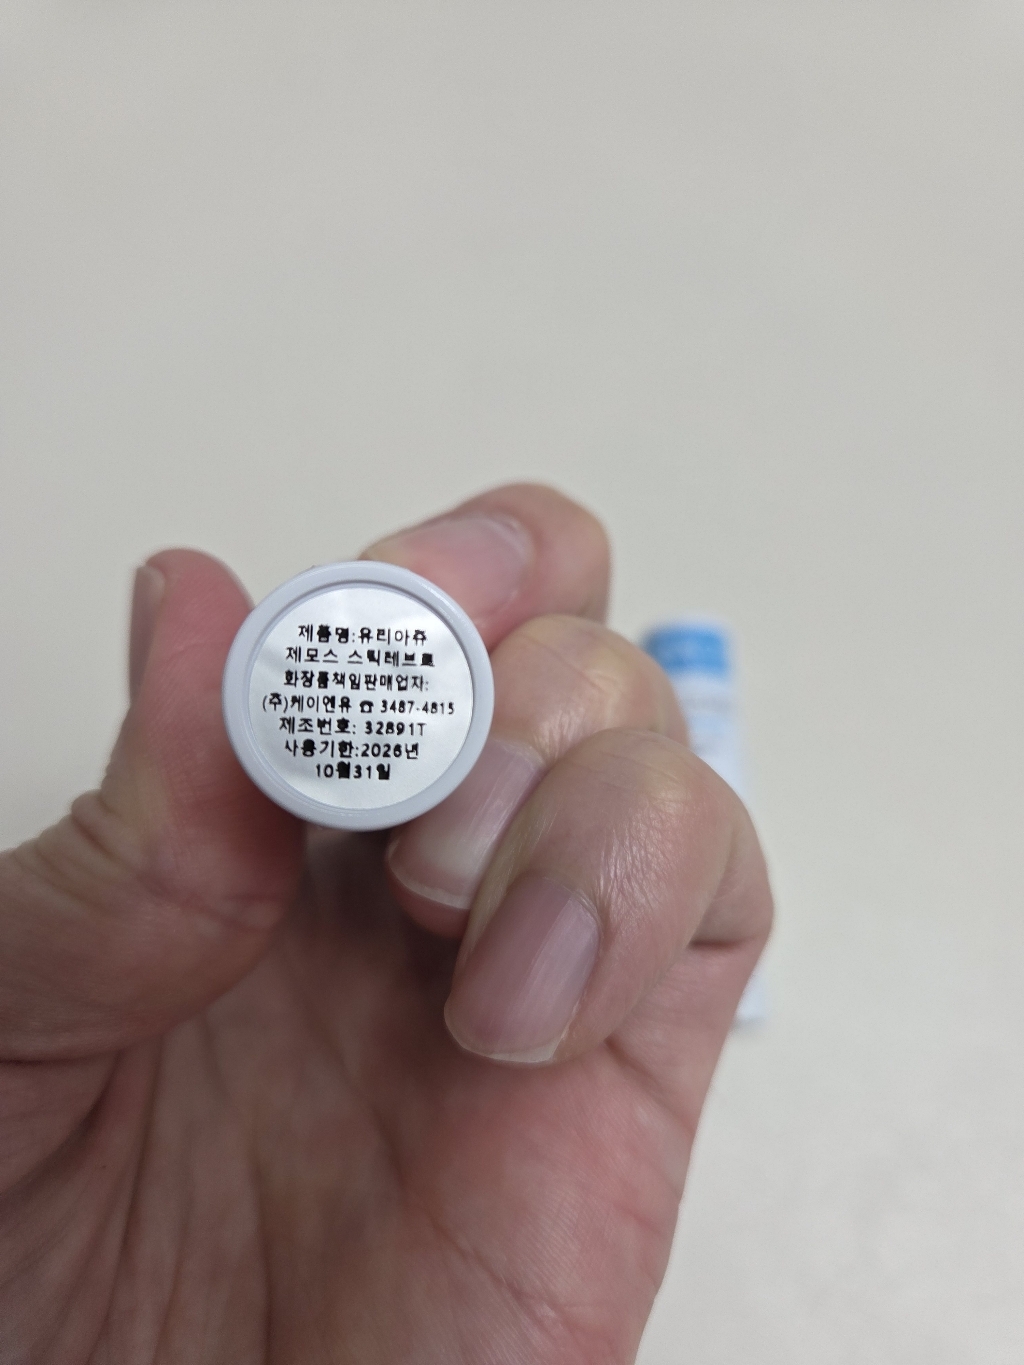 제품명:유리아쥬
제모스 스틱레브르
화장품책임판매업자:
(주)케이엔유 ☎ 3487-4815
제조번호: 32891T
사용기한:2026년
10월31일